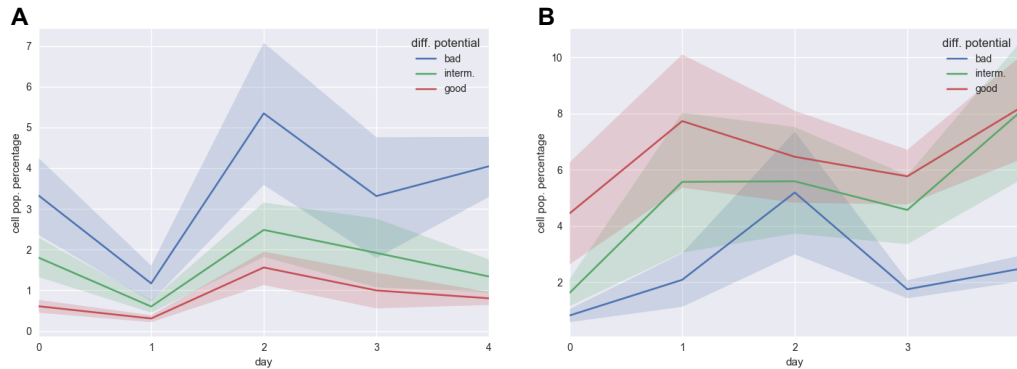 A
diff. potential
bad
interm.
good
cell pop. percentage
7
6
5
4
3
2
1
0
0 1 2 3 4
day
B
diff. potential
bad
interm.
good
cell pop. percentage
10
8
6
4
2
0 1 2 3
day